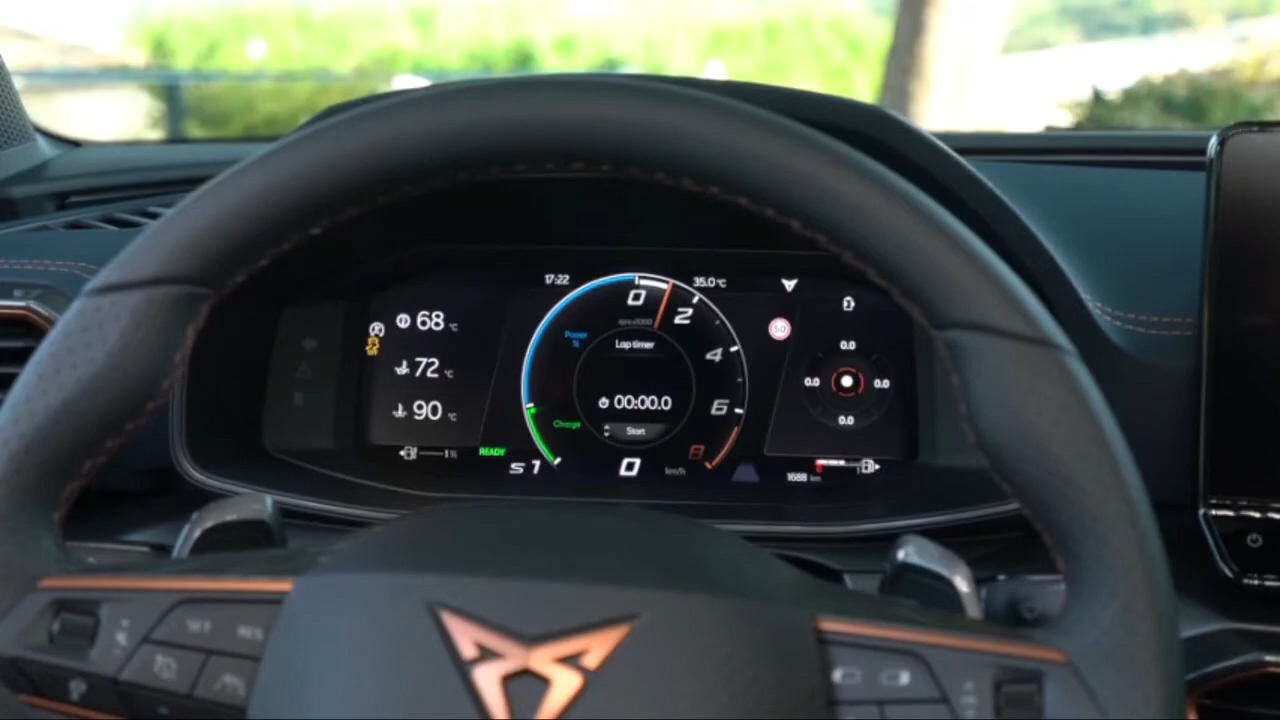 17:22
35.0°C
68 °C
72 °C
90 °C
READY
S 1
0
2
4
6
8
Power
%
Lap timer
00:00.0
Start
Charge
0 km/h
50
0.0
0.0 0.0
0.0
1688 km
SET
RES